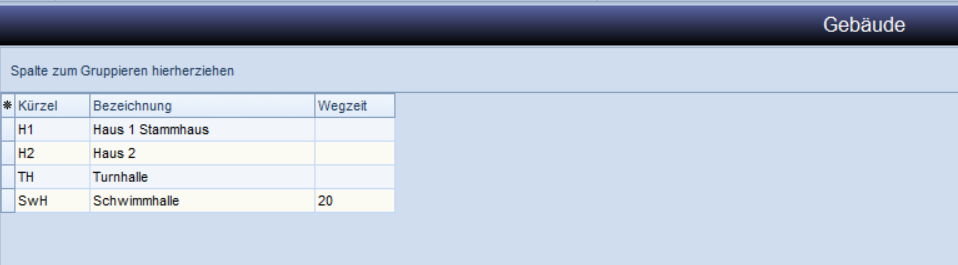 Gebäude
Spalte zum Gruppieren hierherziehen
Kürzel Bezeichnung Wegzeit
H1 Haus 1 Stammhaus
H2 Haus 2
TH Turnhalle
SwH Schwimmhalle 20